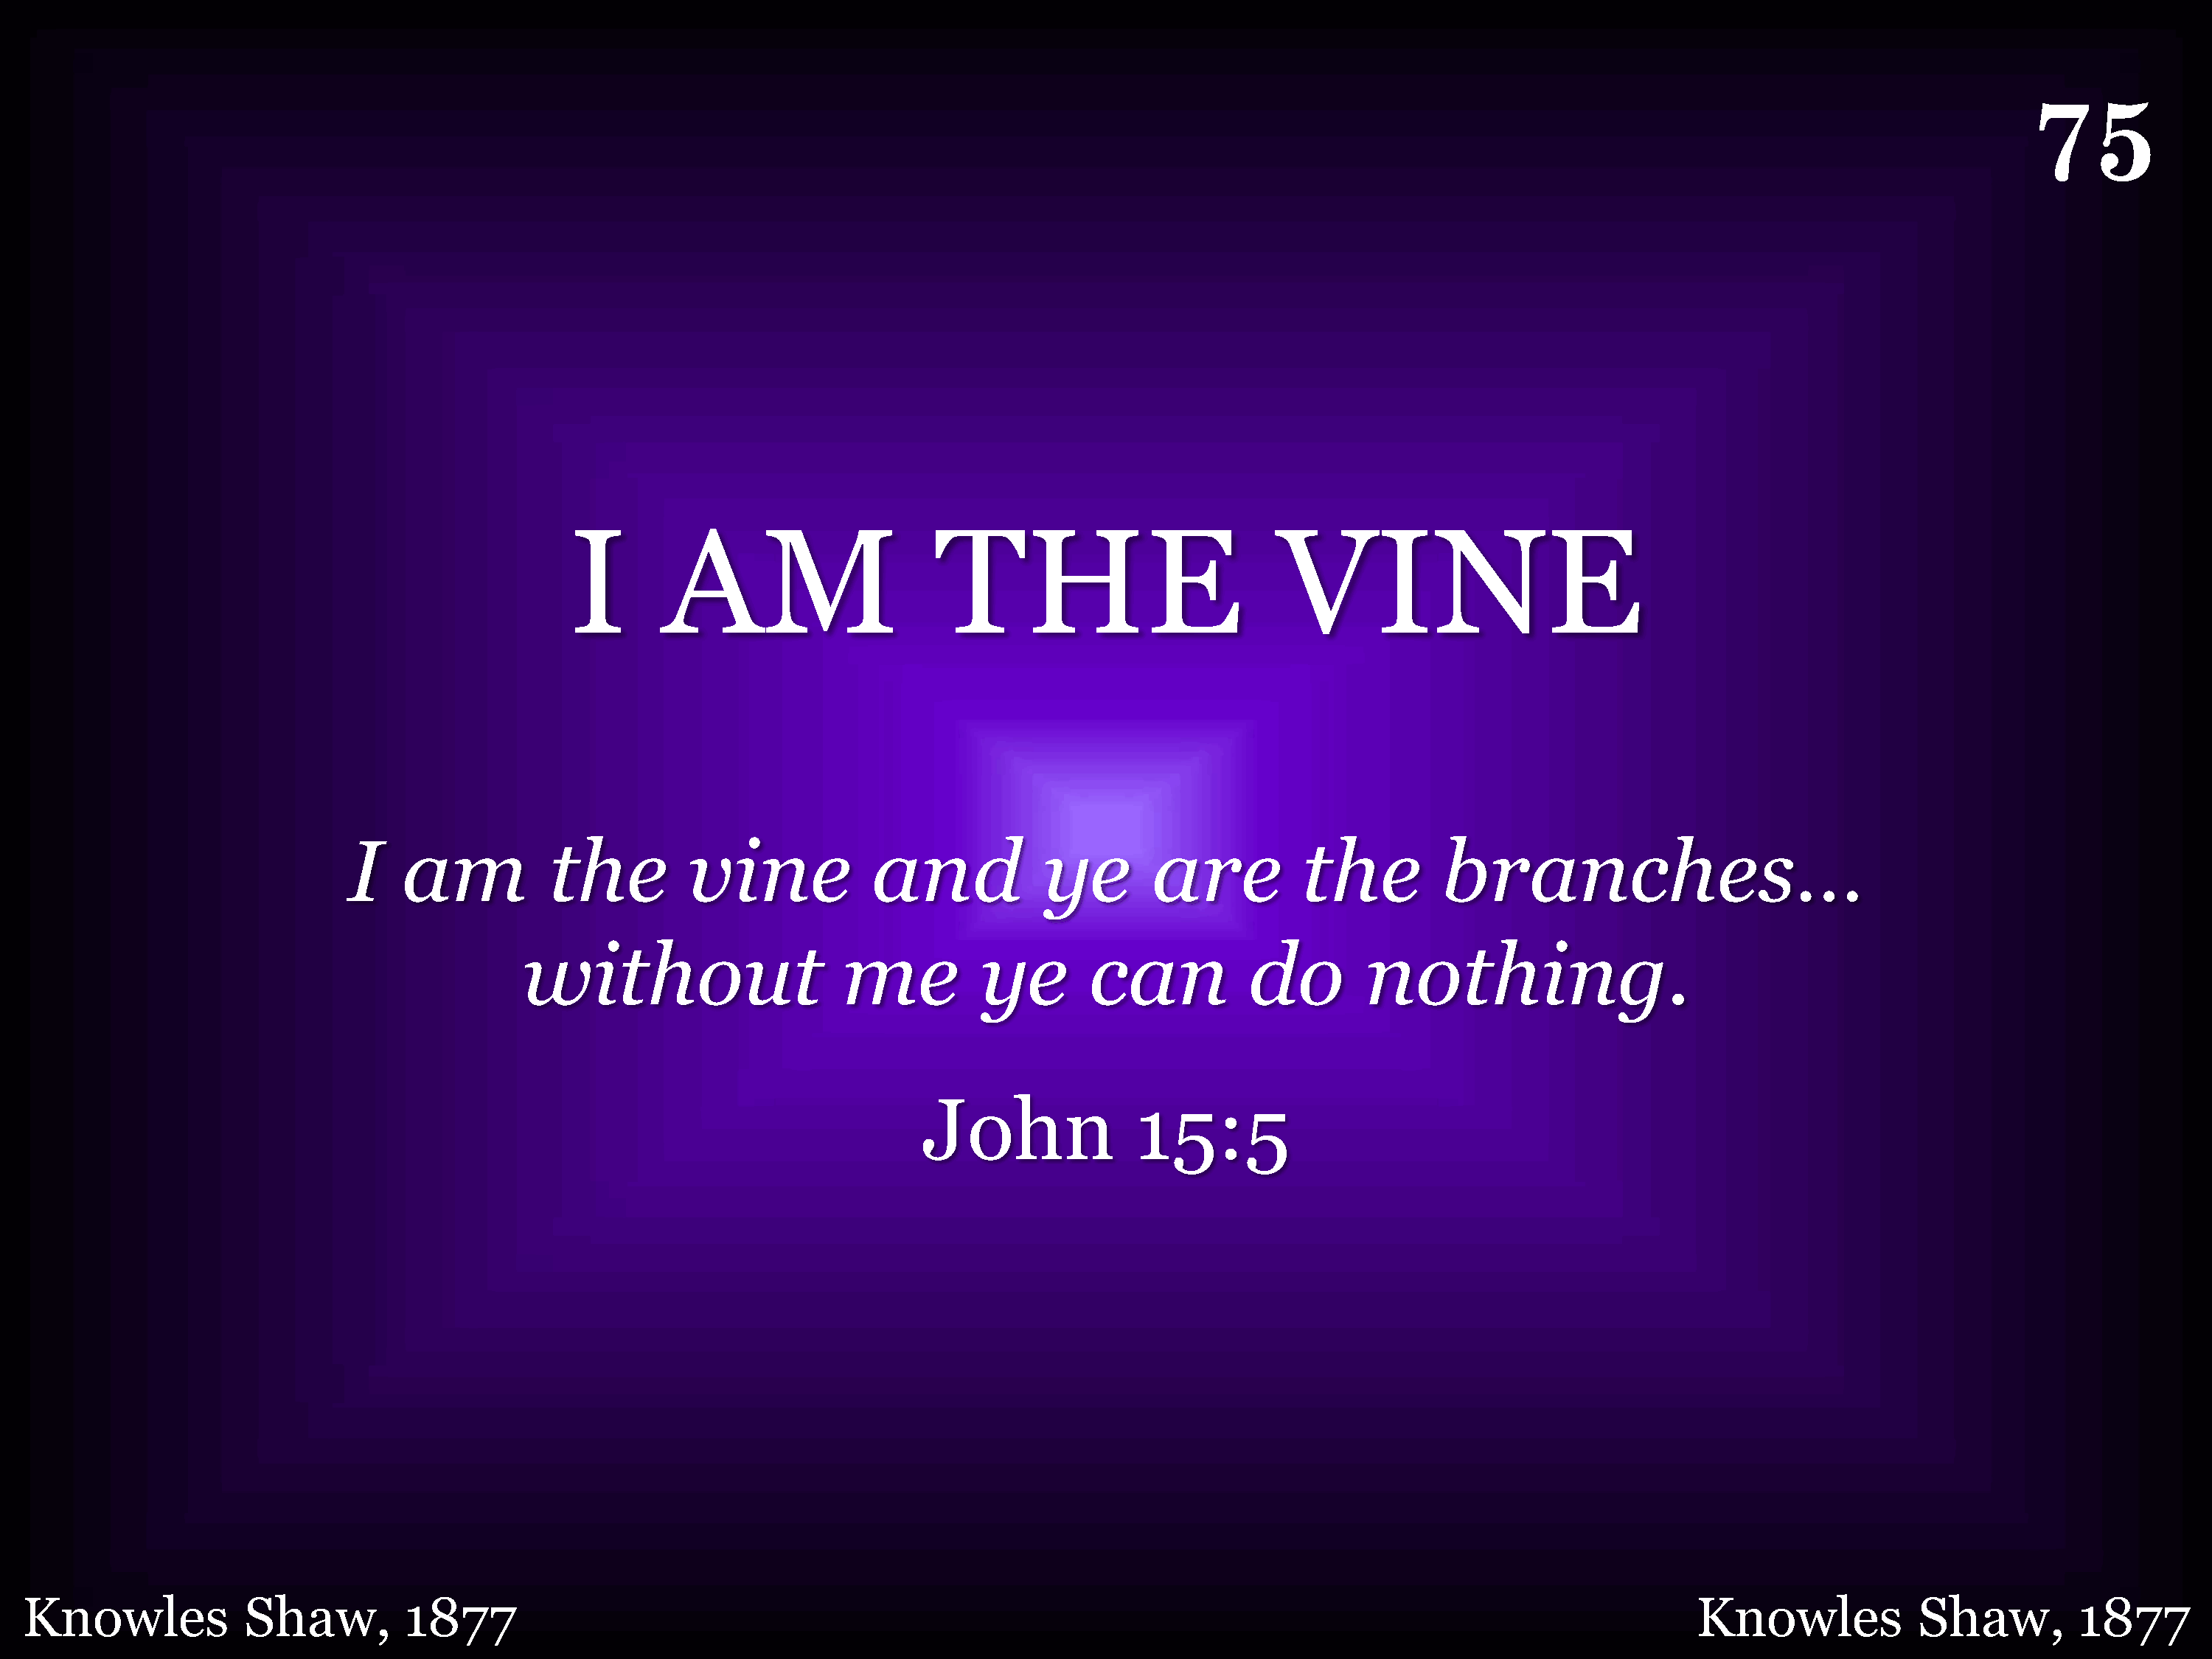 75
I AM THE VINE
I am the vine and ye are the branches…
without me ye can do nothing.
John 15:5
Knowles Shaw, 1877
Knowles Shaw, 1877